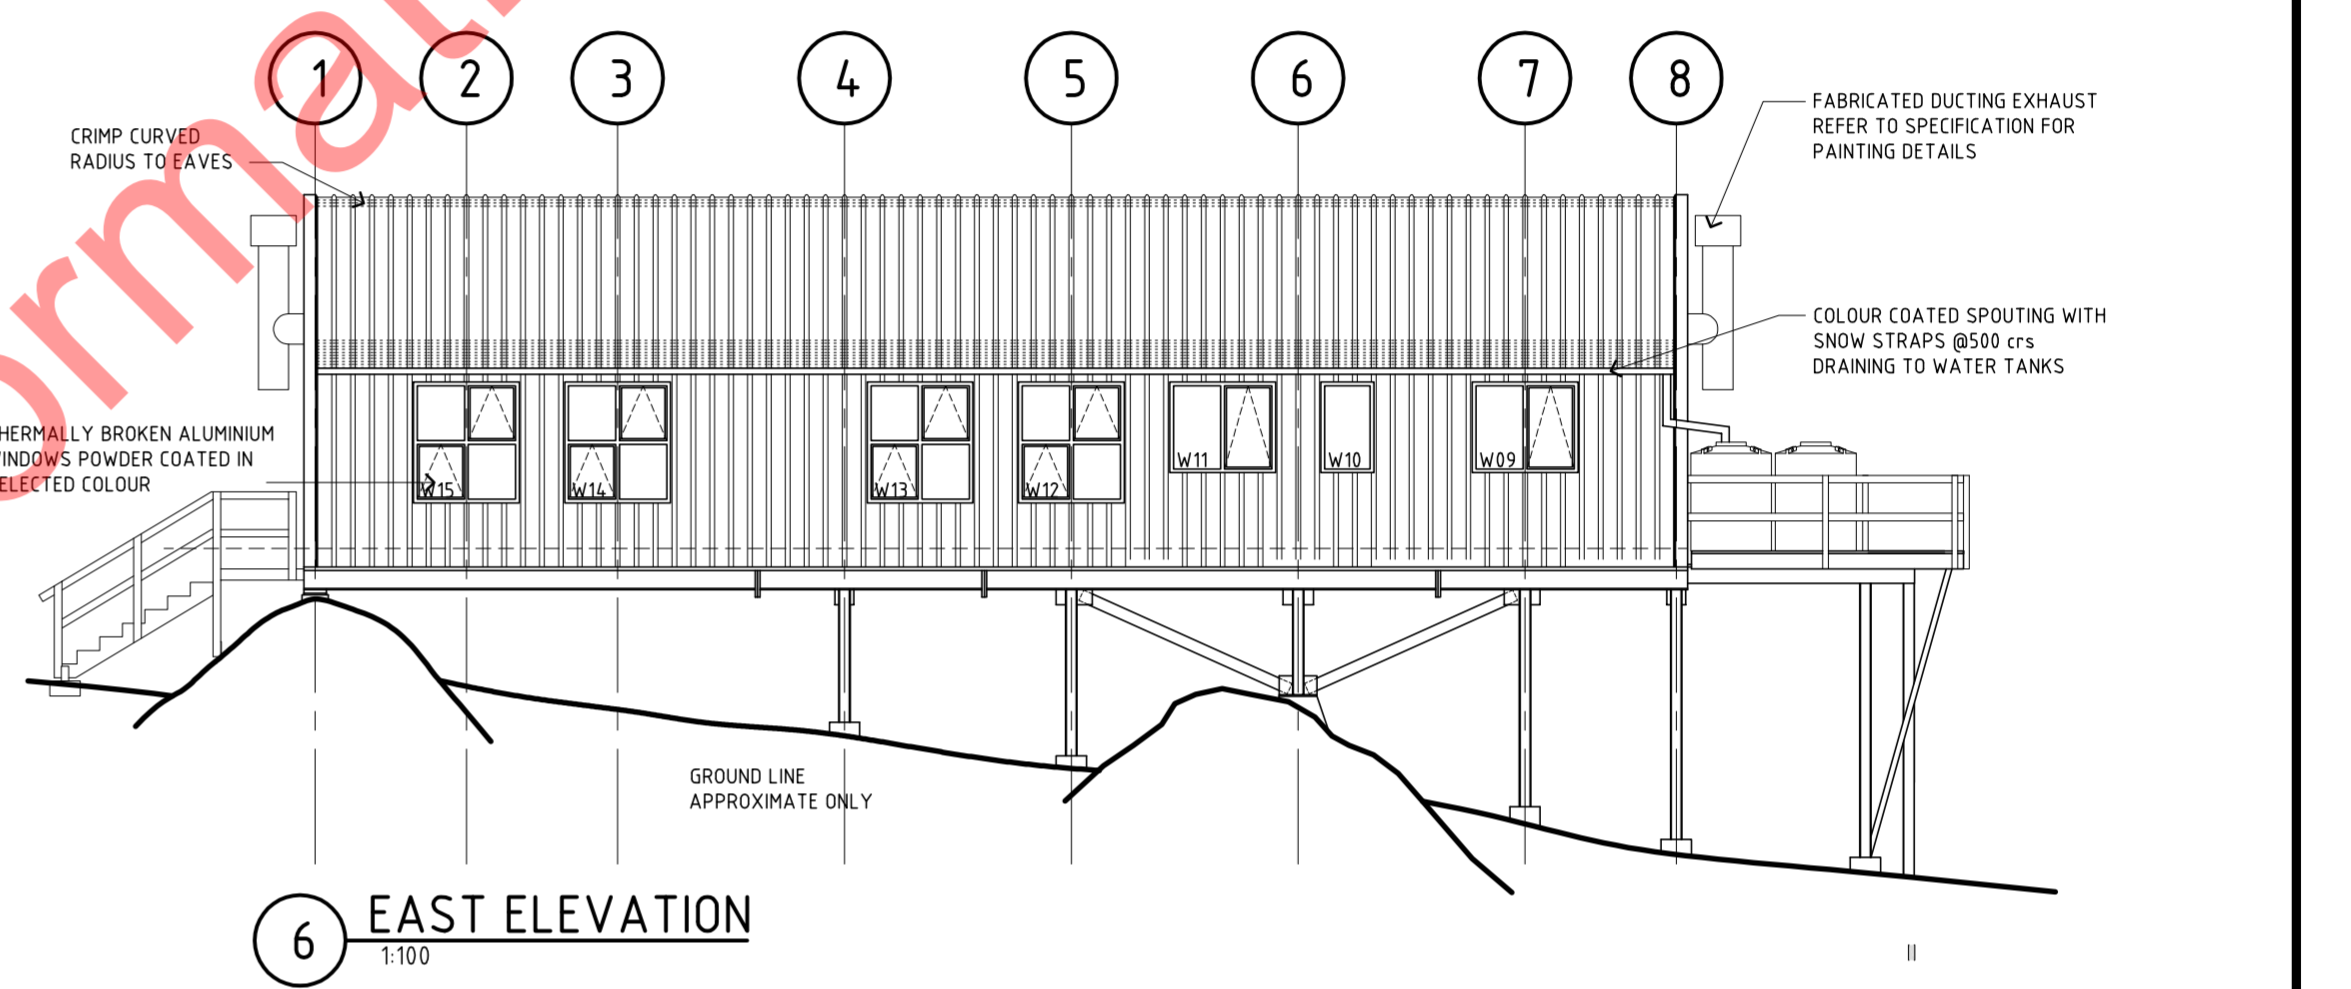 1 2 3 4 5 6 7 8
CRIMP CURVED
RADIUS TO EAVES
FABRICATED DUCTING EXHAUST
REFER TO SPECIFICATION FOR
PAINTING DETAILS
COLOUR COATED SPOUTING WITH
SNOW STRAPS @500 crs
DRAINING TO WATER TANKS
HERMALLY BROKEN ALUMINIUM
INDOWS POWDER COATED IN
ELECTED COLOUR
W15 W14 W13 W12 W11 W10 W09
GROUND LINE
APPROXIMATE ONLY
6 EAST ELEVATION
1:100
ormat